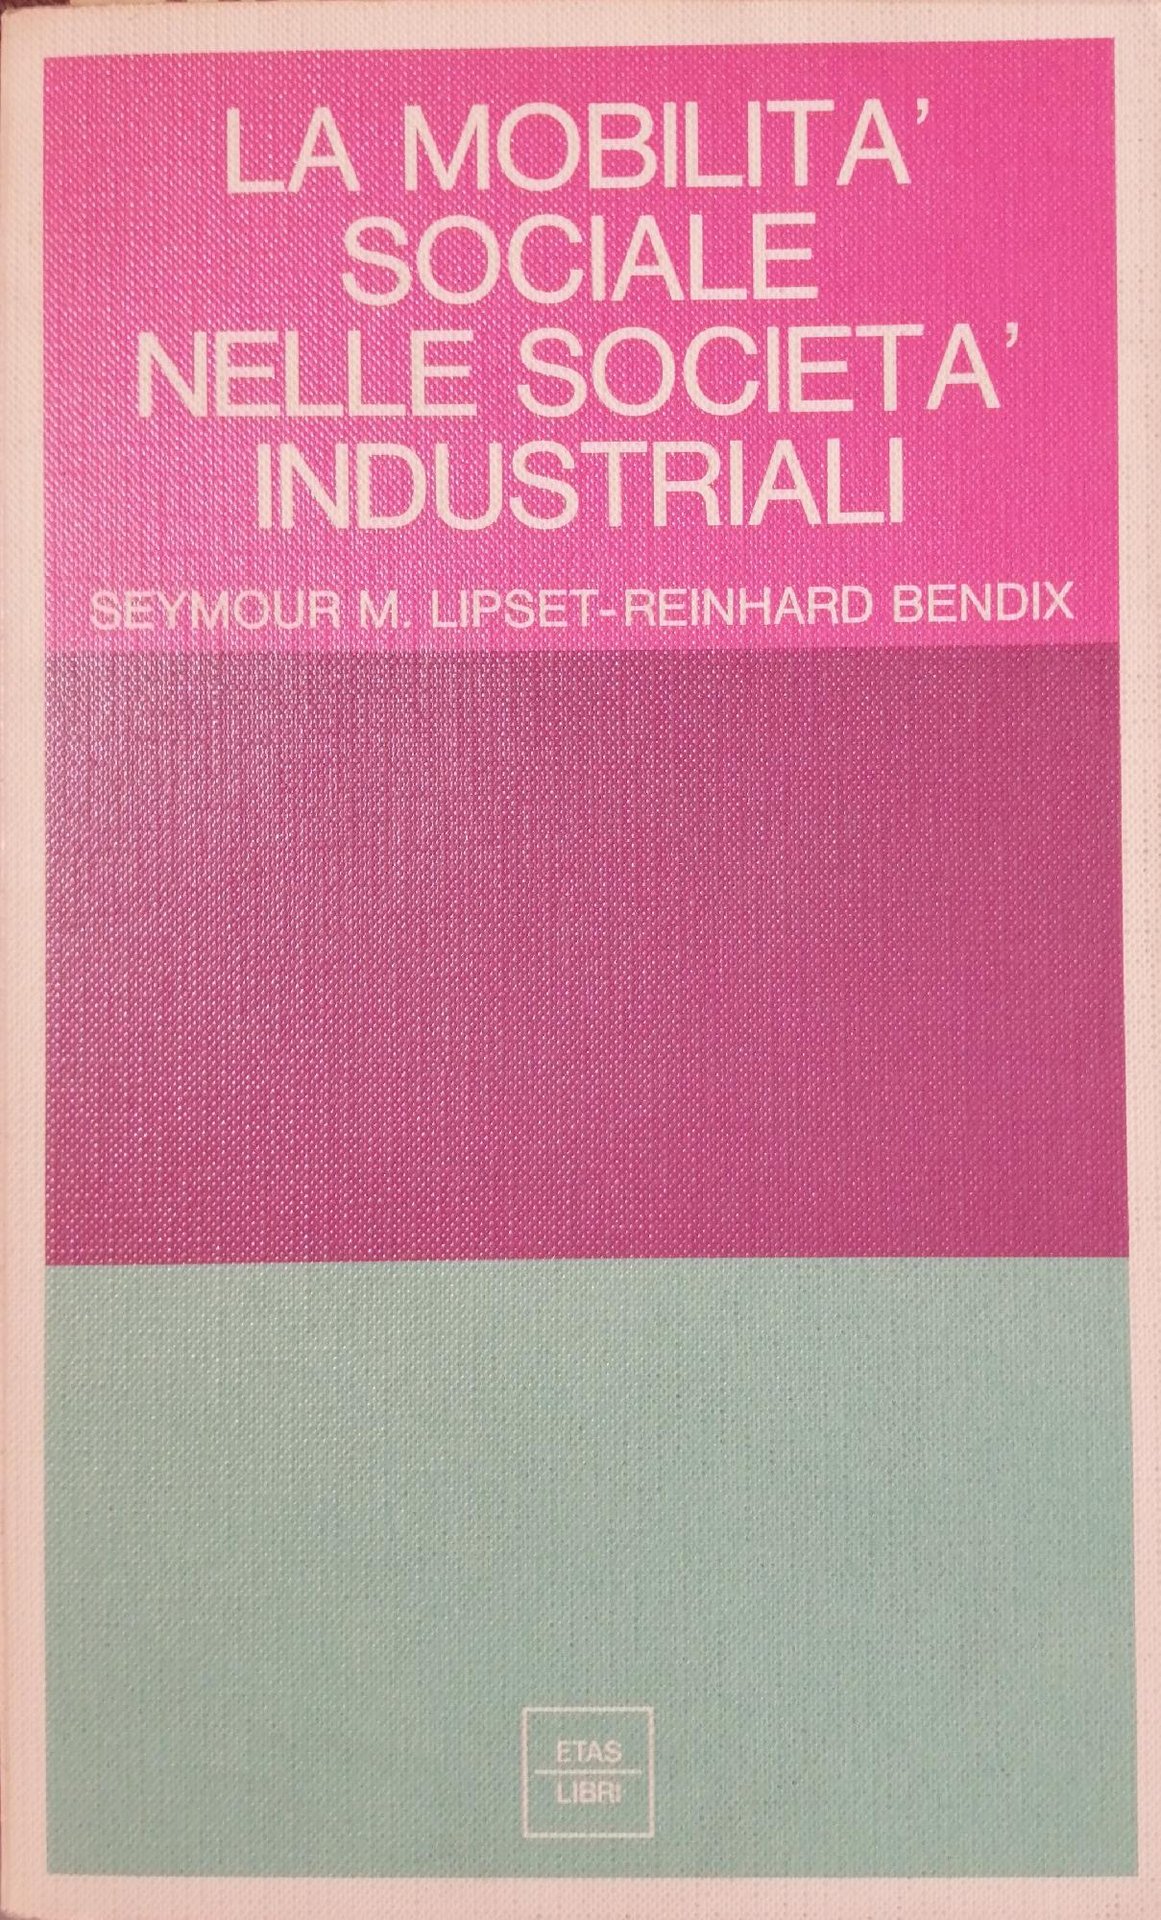 LA MOBILITA'
SOCIALE
NELLE SOCIETA'
INDUSTRIALI
SEYMOUR M. LIPSET-REINHARD BENDIX
ETAS
LIBRI